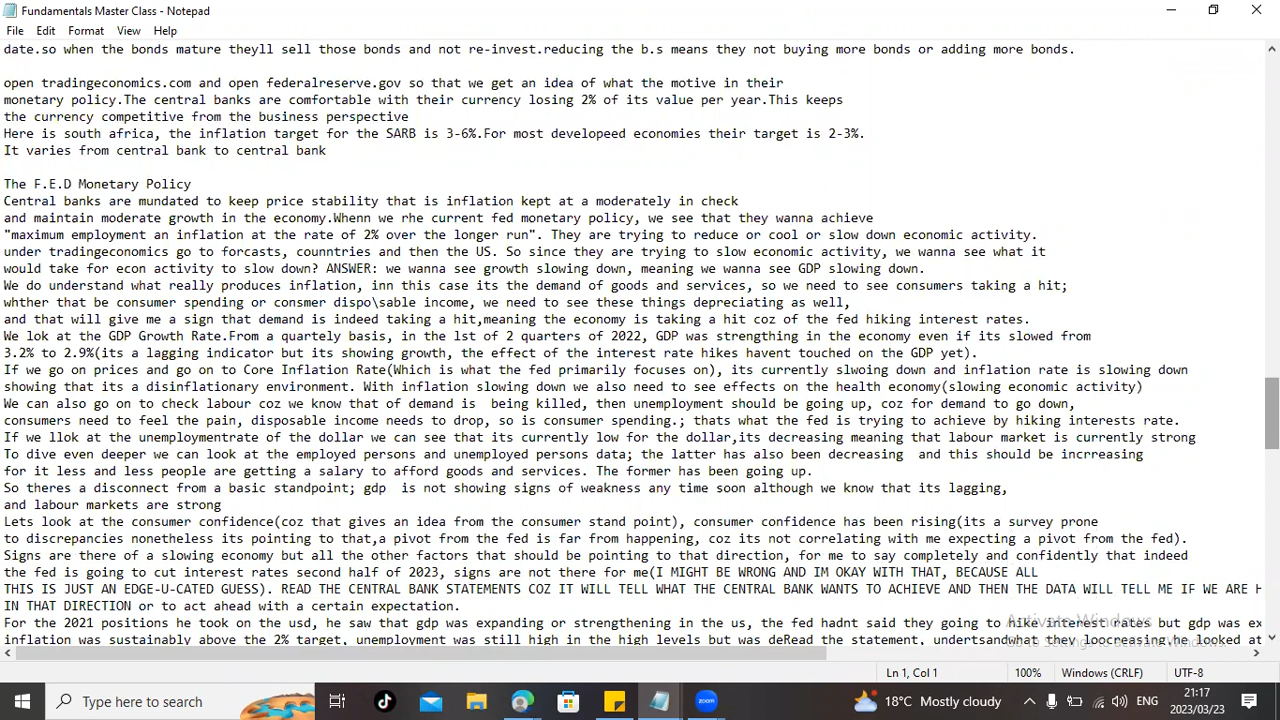 Fundamentals Master Class - Notepad
File Edit Format View Help
date.so when the bonds mature theyll sell those bonds and not re-invest.reducing the b.s means they not buying more bonds or adding more bonds.
open tradingeconomics.com and open federalreserve.gov so that we get an idea of what the motive in their
monetary policy.The central banks are comfortable with their currency losing 2% of its value per year.This keeps
the currency competitive from the business perspective
Here is south africa, the inflation target for the SARB is 3-6%.For most developeed economies their target is 2-3%.
It varies from central bank to central bank
The F.E.D Monetary Policy
Central banks are mundated to keep price stability that is inflation kept at a moderately in check
and maintain moderate growth in the economy.Whenn we rhe current fed monetary policy, we see that they wanna achieve
"maximum employment an inflation at the rate of 2% over the longer run". They are trying to reduce or cool or slow down economic activity.
under tradingeconomics go to forcasts, counntries and then the US. So since they are trying to slow economic activity, we wanna see what it
would take for econ activity to slow down? ANSWER: we wanna see growth slowing down, meaning we wanna see GDP slowing down.
We do understand what really produces inflation, inn this case its the demand of goods and services, so we need to see consumers taking a hit;
whther that be consumer spending or consmer dispo\sable income, we need to see these things depreciating as well,
and that will give me a sign that demand is indeed taking a hit,meaning the economy is taking a hit coz of the fed hiking interest rates.
We lok at the GDP Growth Rate.From a quartely basis, in the lst of 2 quarters of 2022, GDP was strengthing in the economy even if its slowed from
3.2% to 2.9%(its a lagging indicator but its showing growth, the effect of the interest rate hikes havent touched on the GDP yet).
If we go on prices and go on to Core Inflation Rate(Which is what the fed primarily focuses on), its currently slwoing down and inflation rate is slowing down
showing that its a disinflationary environment. With inflation slowing down we also need to see effects on the health economy(slowing economic activity)
We can also go on to check labour coz we know that of demand is  being killed, then unemployment should be going up, coz for demand to go down,
consumers need to feel the pain, disposable income needs to drop, so is consumer spending.; thats what the fed is trying to achieve by hiking interests rate.
If we llok at the unemploymentrate of the dollar we can see that its currently low for the dollar,its decreasing meaning that labour market is currently strong
To dive even deeper we can look at the employed persons and unemployed persons data; the latter has also been decreasing  and this should be incrreasing
for it less and less people are getting a salary to afford goods and services. The former has been going up.
So theres a disconnect from a basic standpoint; gdp  is not showing signs of weakness any time soon although we know that its lagging,
and labour markets are strong
Lets look at the consumer confidence(coz that gives an idea from the consumer stand point), consumer confidence has been rising(its a survey prone
to discrepancies nonetheless its pointing to that,a pivot from the fed is far from happening, coz its not correlating with me expecting a pivot from the fed).
Signs are there of a slowing economy but all the other factors that should be pointing to that direction, for me to say completely and confidently that indeed
the fed is going to cut interest rates second half of 2023, signs are not there for me(I MIGHT BE WRONG AND IM OKAY WITH THAT, BECAUSE ALL
THIS IS JUST AN EDGE-U-CATED GUESS). READ THE CENTRAL BANK STATEMENTS COZ IT WILL TELL WHAT THE CENTRAL BANK WANTS TO ACHIEVE AND THEN THE DATA WILL TELL ME IF WE ARE H
IN THAT DIRECTION or to act ahead with a certain expectation.
For the 2021 positions he took on the usd, he saw that gdp was expanding or strengthening in the us, the fed hadnt said they going to hike interest rates but gdp was ex
inflation was sustainably above the 2% target, unemployment was still high in the high levels but was deRead the statement, undertsandwhat they loocreasing,he looked at
Activate Windows
Go to Settings to activate Windows.
Ln 1, Col 1 100% Windows (CRLF) UTF-8
Type here to search
zoom
18°C Mostly cloudy
ENG
21:17
2023/03/23